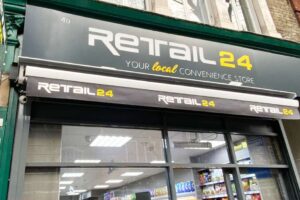 40
RETAIL 24
YOUR local CONVENIENCE STORE
RETAIL 24 RETAIL 24 RETAIL 24